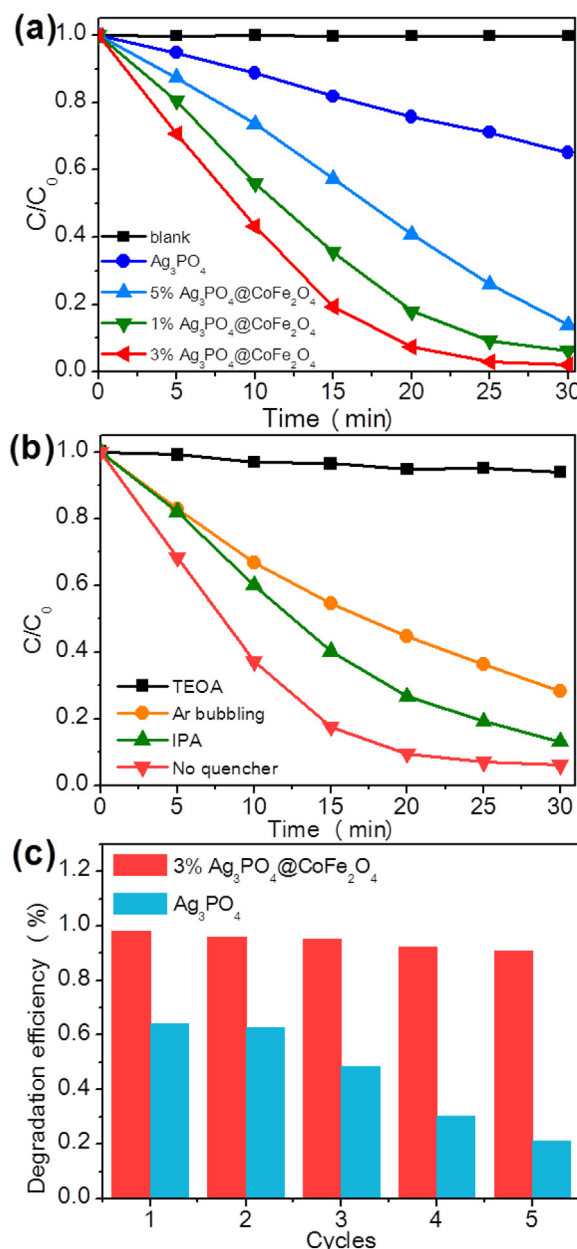 (a)
1.0
0.8
0.6
0.4
0.2
0.0
C/C₀
blank
Ag₃PO₄
5% Ag₃PO₄@CoFe₂O₄
1% Ag₃PO₄@CoFe₂O₄
3% Ag₃PO₄@CoFe₂O₄
0 5 10 15 20 25 30
Time ( min)
(b)
1.0
0.8
0.6
0.4
0.2
0.0
C/C₀
TEOA
Ar bubbling
IPA
No quencher
0 5 10 15 20 25 30
Time ( min)
(c)
1.2
1.0
0.8
0.6
0.4
0.2
0.0
Degradation efficiency ( %)
3% Ag₃PO₄@CoFe₂O₄
Ag₃PO₄
1 2 3 4 5
Cycles